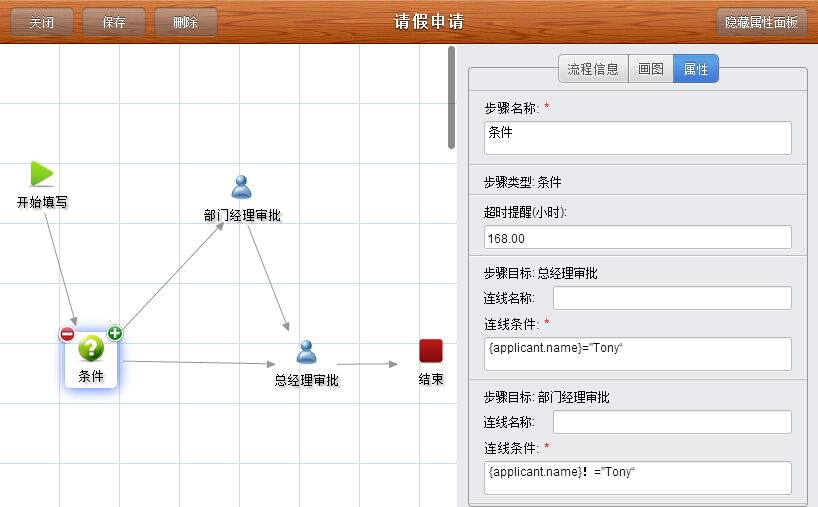 关闭
保存
删除
请假申请
隐藏属性面板
流程信息
画图
属性
开始填写
部门经理审批
条件
总经理审批
结束
步骤名称: *
条件
步骤类型: 条件
超时提醒(小时):
168.00
步骤目标: 总经理审批
连线名称:
连线条件: *
{applicant.name}="Tony“
步骤目标: 部门经理审批
连线名称:
连线条件: *
{applicant.name}！="Tony“